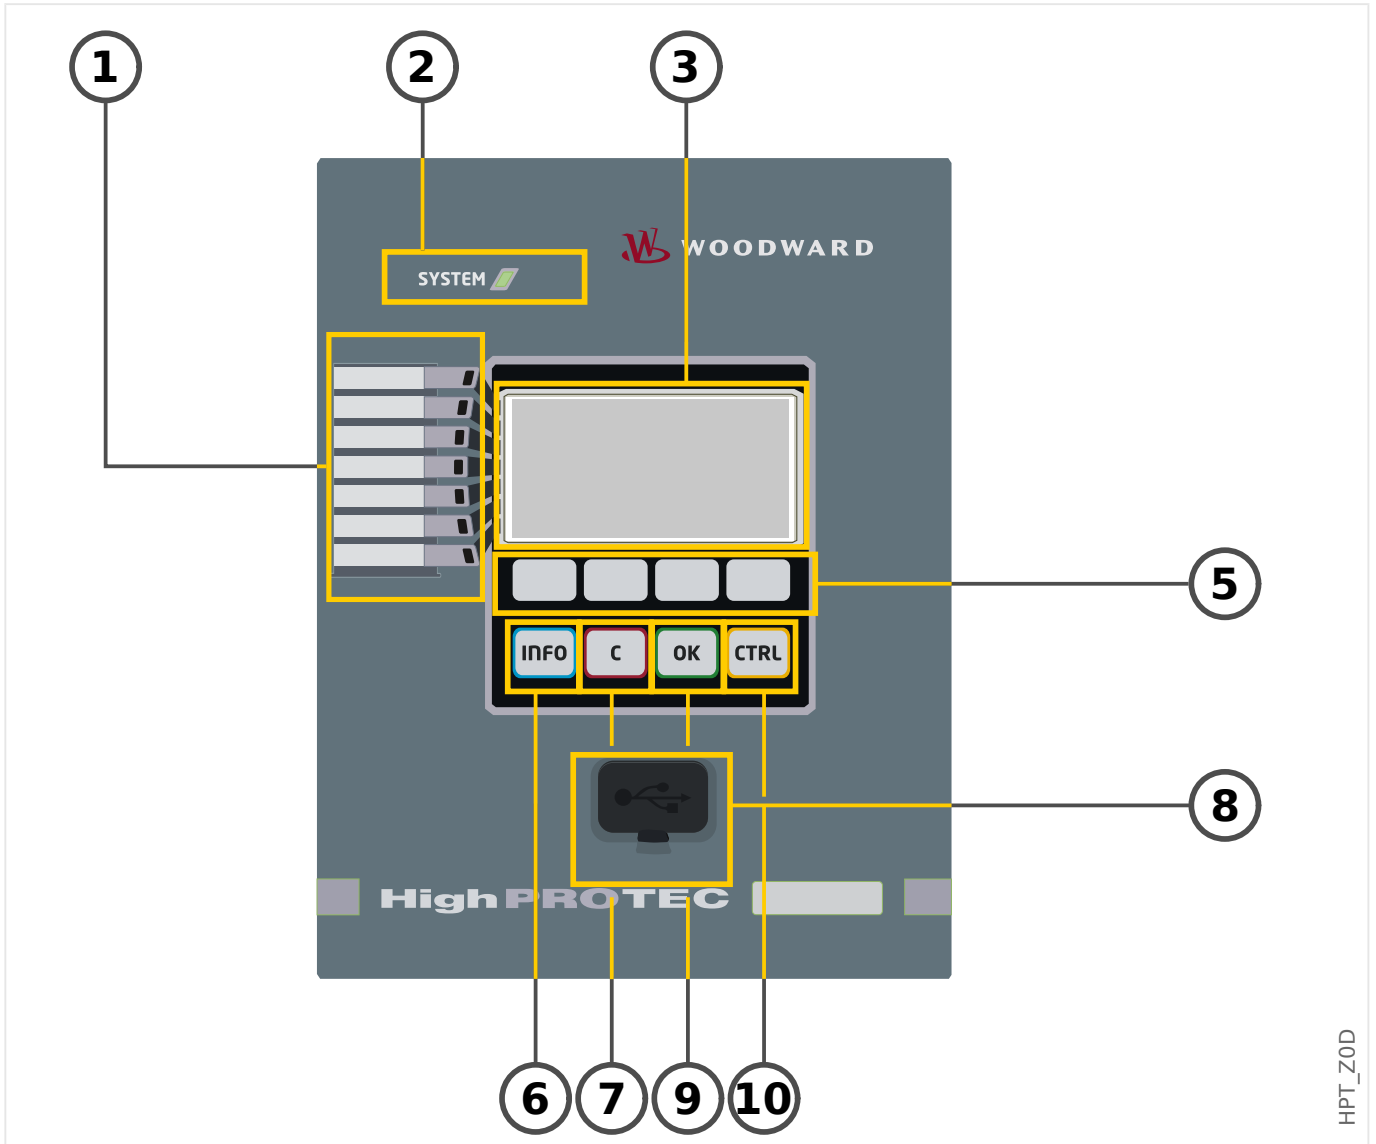 1 2 3
WOODWARD
SYSTEM
5
INFO C OK CTRL
8
HighPROTEC
6 7 9 10
HPT_Z0D